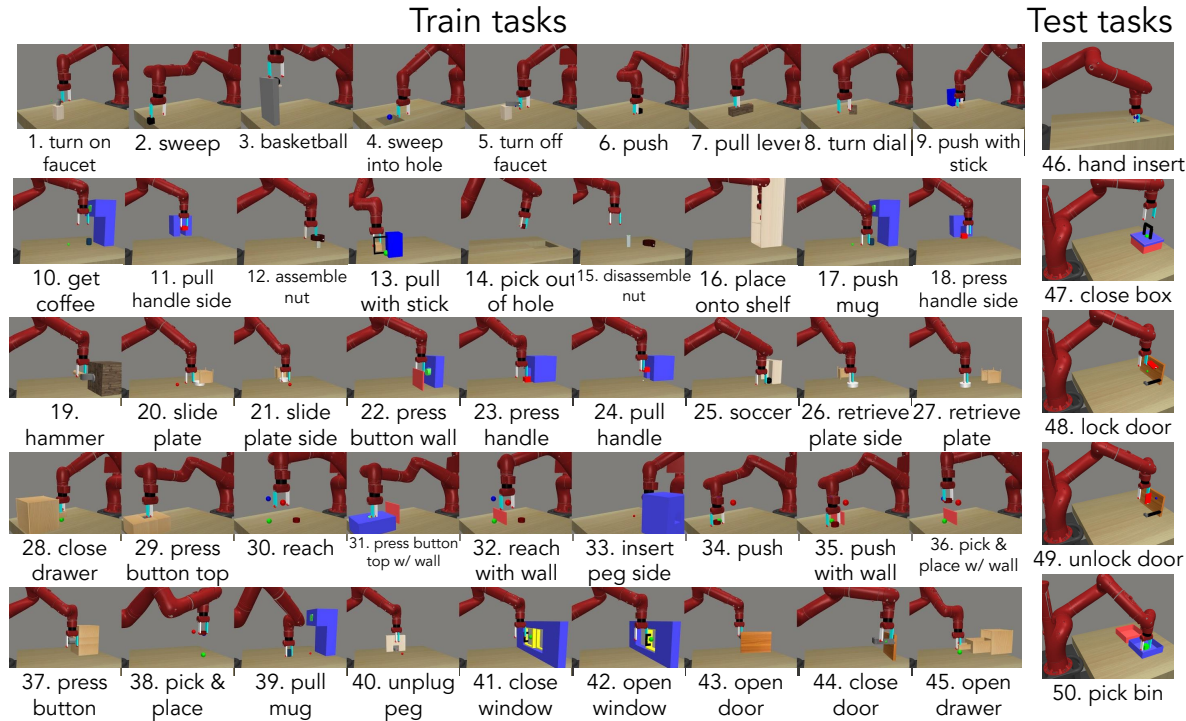 Train tasks
Test tasks
1. turn on
faucet
2. sweep
3. basketball
4. sweep
into hole
5. turn off
faucet
6. push
7. pull lever
8. turn dial
9. push with
stick
46. hand insert
10. get
coffee
11. pull
handle side
12. assemble
nut
13. pull
with stick
14. pick out
of hole
15. disassemble
nut
16. place
onto shelf
17. push
mug
18. press
handle side
47. close box
19.
hammer
20. slide
plate
21. slide
plate side
22. press
button wall
23. press
handle
24. pull
handle
25. soccer
26. retrieve
plate side
27. retrieve
plate
48. lock door
28. close
drawer
29. press
button top
30. reach
31. press button
top w/ wall
32. reach
with wall
33. insert
peg side
34. push
35. push
with wall
36. pick &
place w/ wall
49. unlock door
37. press
button
38. pick &
place
39. pull
mug
40. unplug
peg
41. close
window
42. open
window
43. open
door
44. close
door
45. open
drawer
50. pick bin